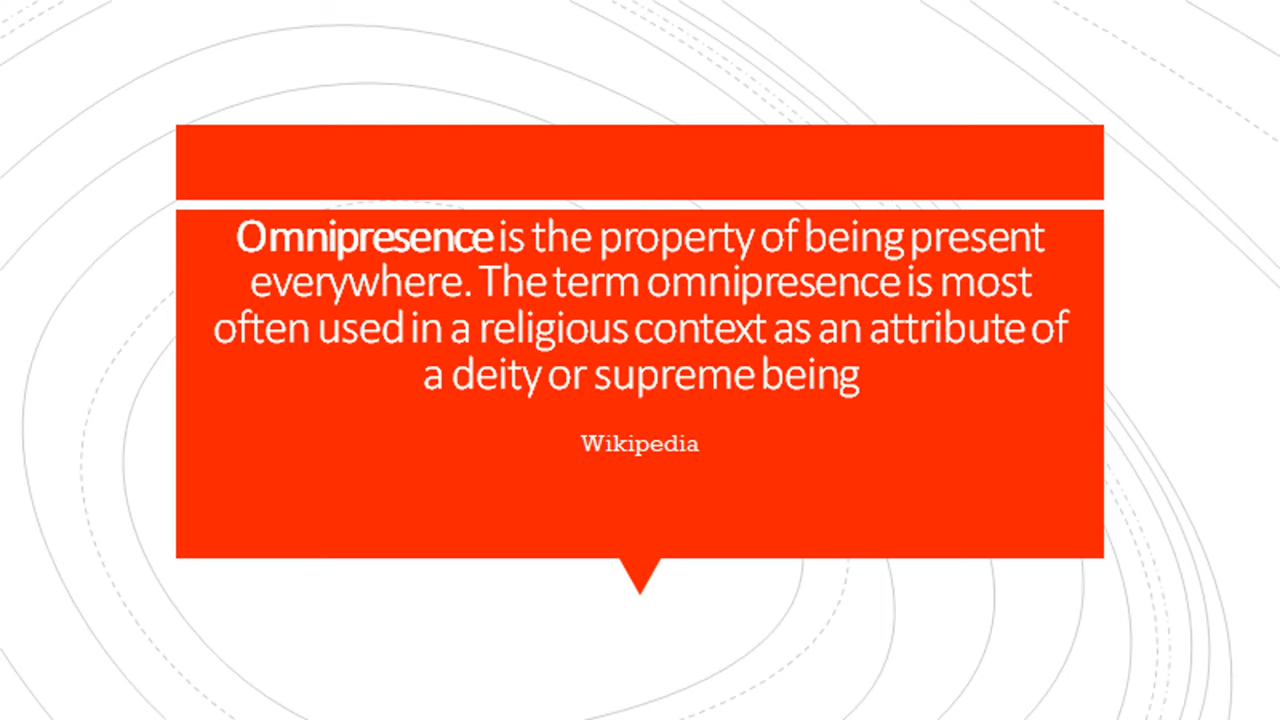 Omnipresence is the property of being present
everywhere. The term omnipresence is most
often used in a religious context as an attribute of
a deity or supreme being
Wikipedia